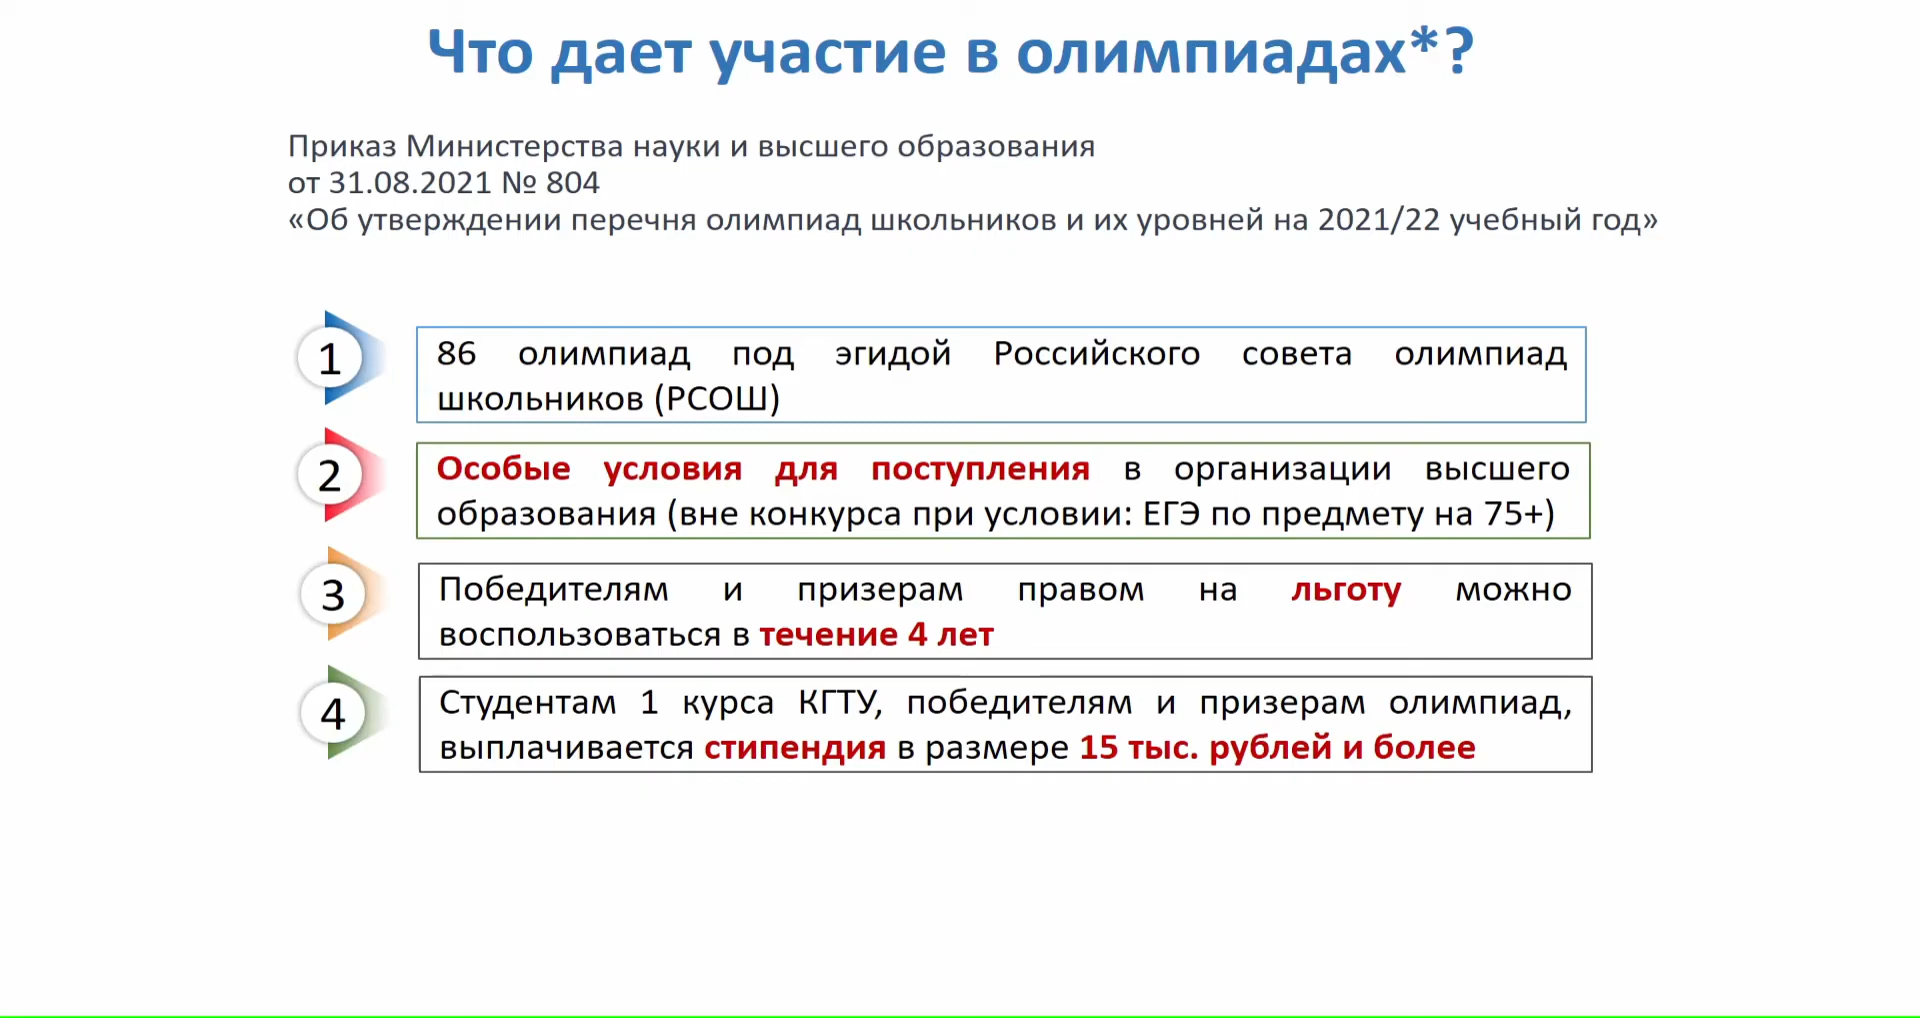 Что дает участие в олимпиадах*?
Приказ Министерства науки и высшего образования
от 31.08.2021 № 804
«Об утверждении перечня олимпиад школьников и их уровней на 2021/22 учебный год»
1
86 олимпиад под эгидой Российского совета олимпиад
школьников (РСОШ)
2
Особые условия для поступления в организации высшего
образования (вне конкурса при условии: ЕГЭ по предмету на 75+)
3
Победителям и призерам правом на льготу можно
воспользоваться в течение 4 лет
4
Студентам 1 курса КГТУ, победителям и призерам олимпиад,
выплачивается стипендия в размере 15 тыс. рублей и более